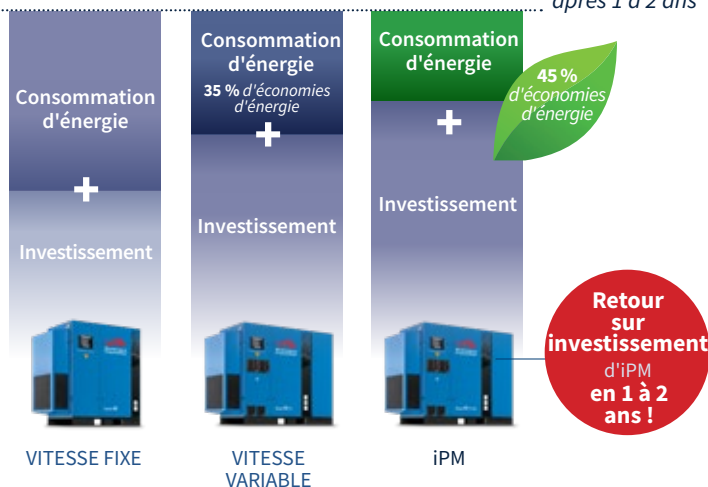 après 1 à 2 ans
Consommation
d'énergie
+
Investissement
Consommation
d'énergie
35 % d'économies
d'énergie
+
Investissement
Consommation
d'énergie
45 %
d'économies
d'énergie
+
Investissement
Retour
sur
investissement
d'iPM
en 1 à 2
ans !
VITESSE FIXE
VITESSE
VARIABLE
iPM